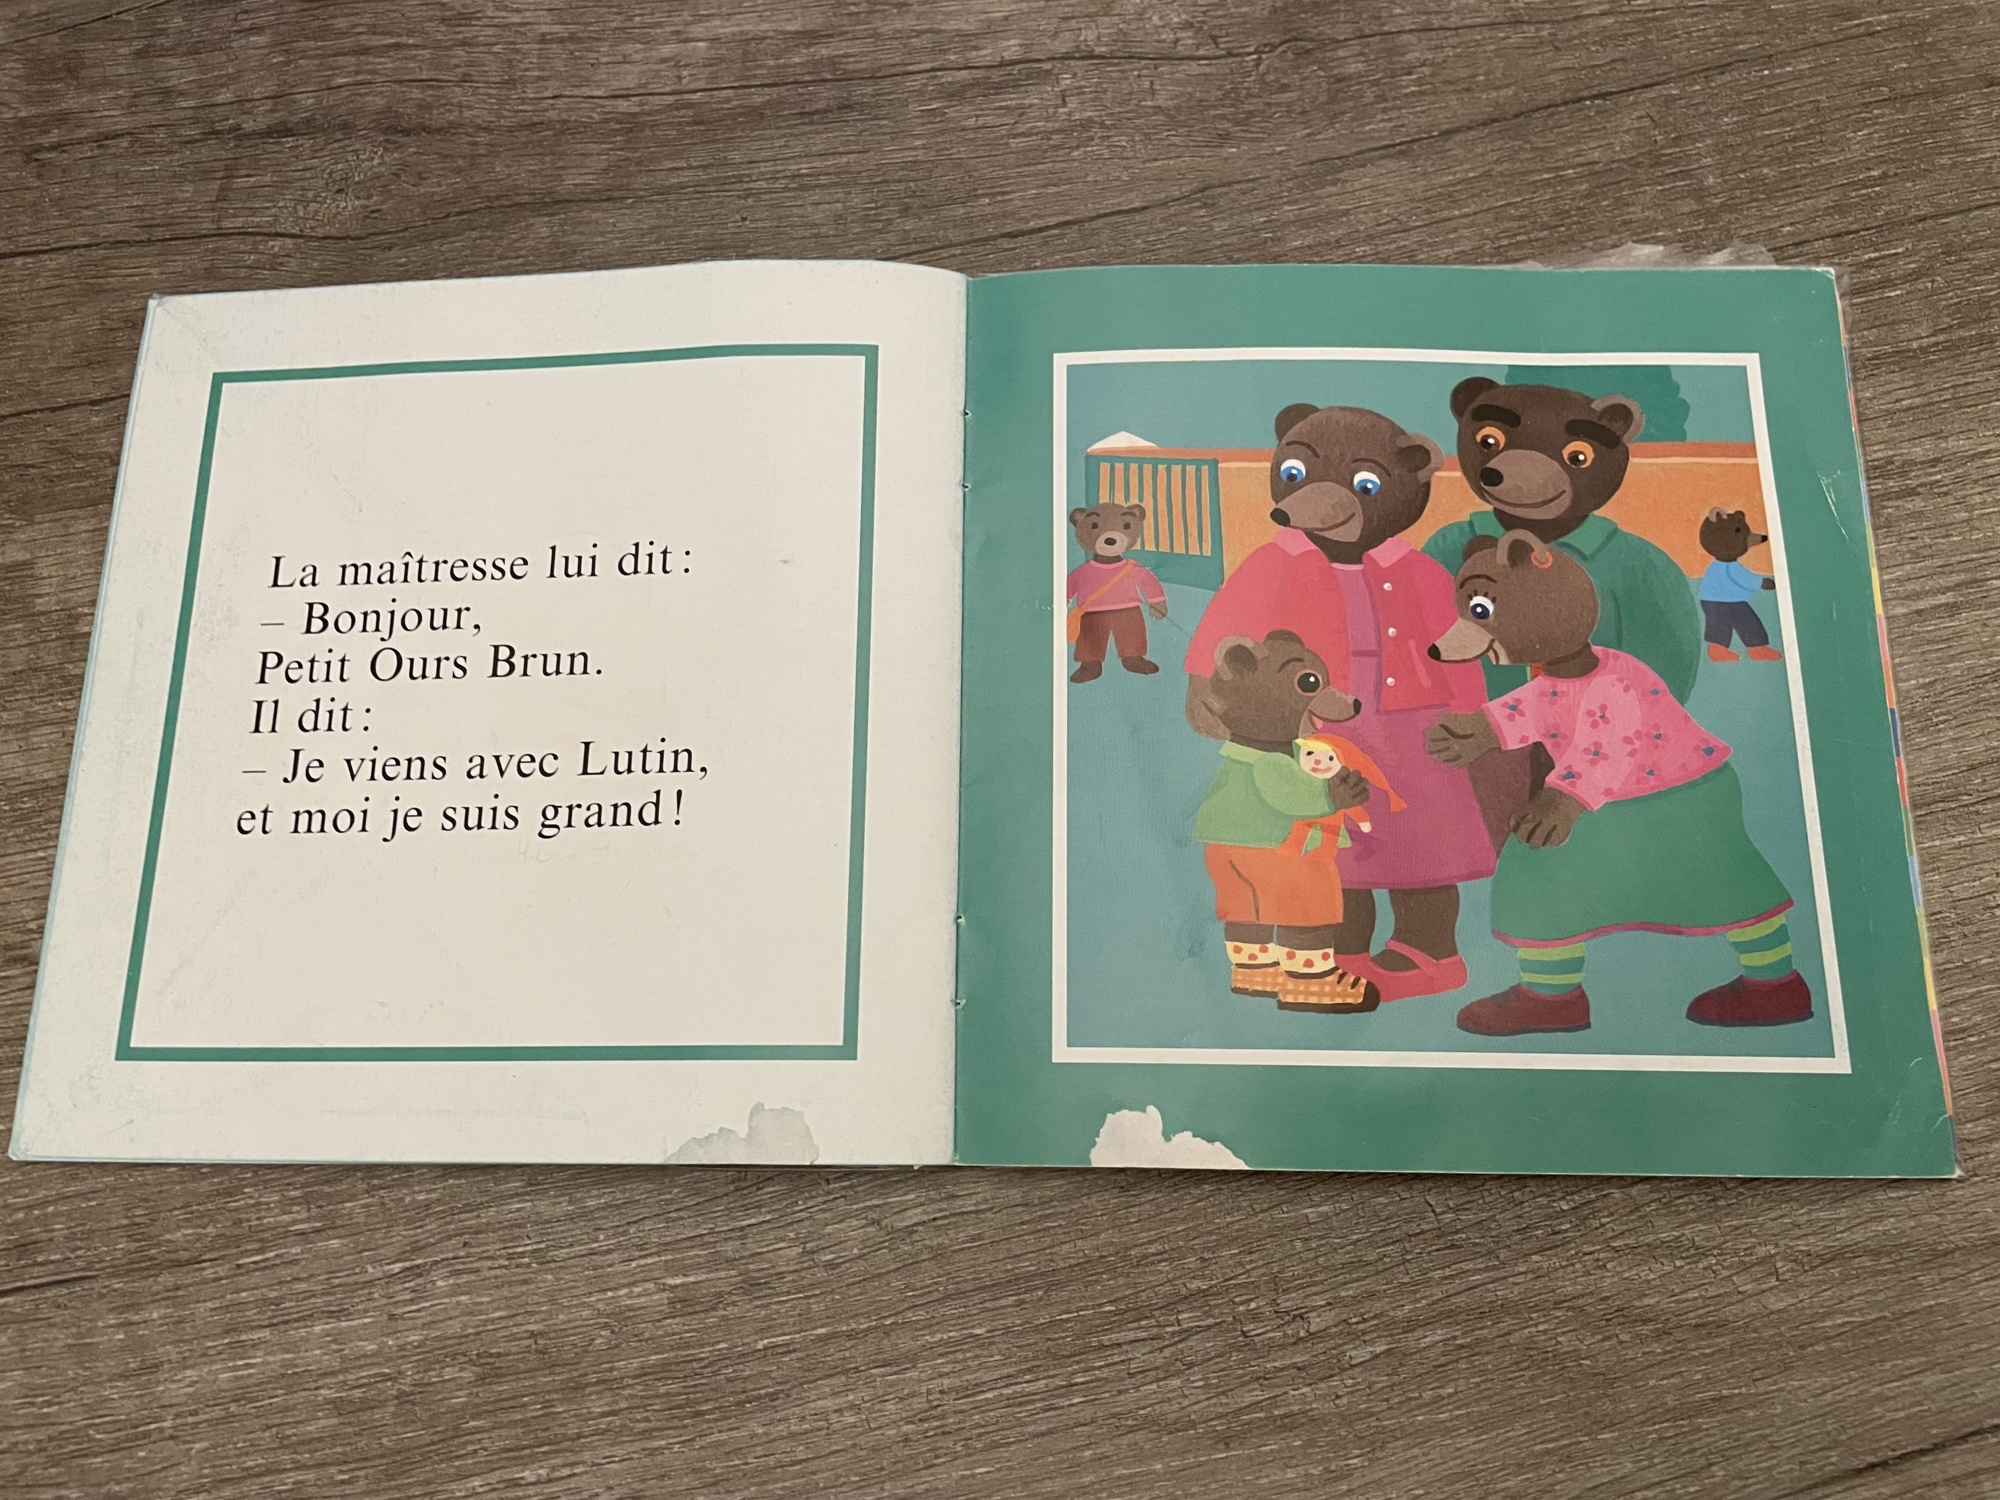 La maîtresse lui dit :
– Bonjour,
Petit Ours Brun.
Il dit :
– Je viens avec Lutin,
et moi je suis grand !